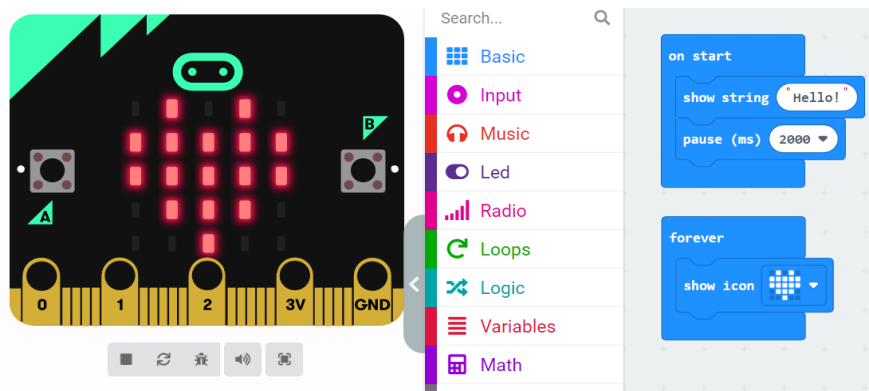 B
A
0 1 2 3V GND
Search...
Basic
Input
Music
Led
Radio
Loops
Logic
Variables
Math
on start
show string "Hello!"
pause (ms) 2000
forever
show icon